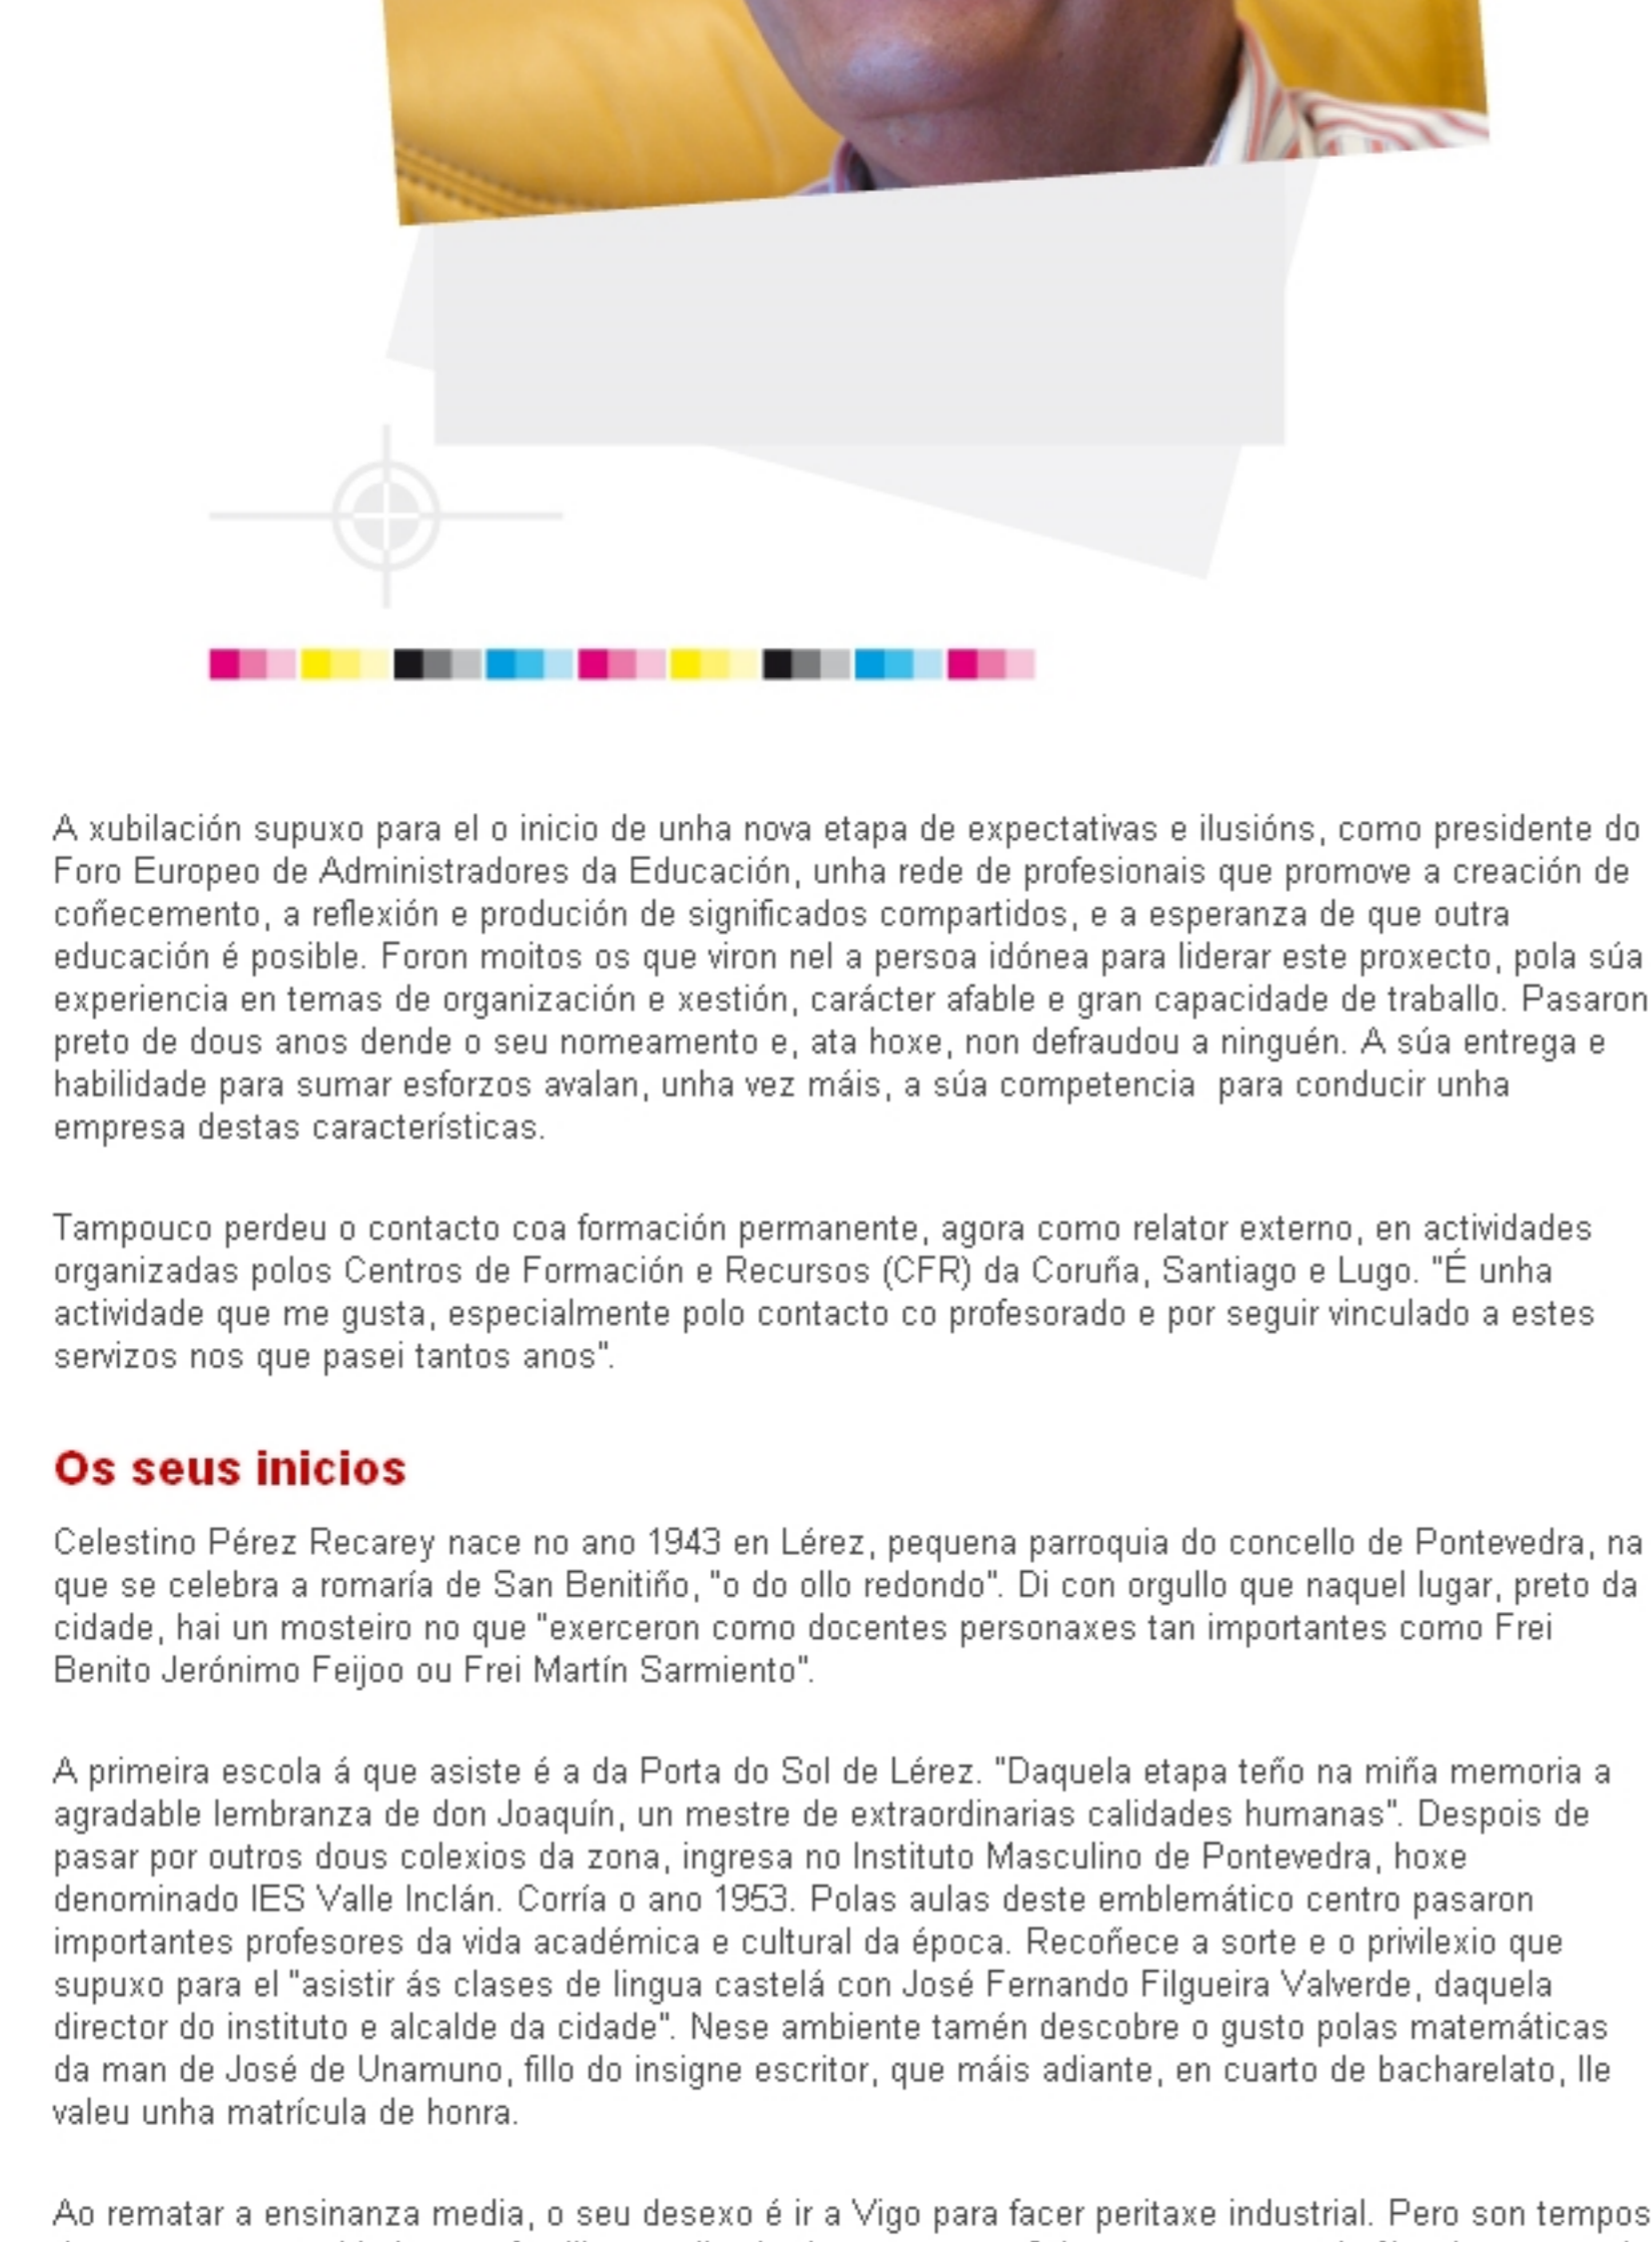 A xubilación supuxo para el o inicio de unha nova etapa de expectativas e ilusións, como presidente do
Foro Europeo de Administradores da Educación, unha rede de profesionais que promove a creación de
coñecemento, a reflexión e produción de significados compartidos, e a esperanza de que outra
educación é posible. Foron moitos os que viron nel a persoa idónea para liderar este proxecto, pola súa
experiencia en temas de organización e xestión, carácter afable e gran capacidade de traballo. Pasaron
preto de dous anos dende o seu nomeamento e, ata hoxe, non defraudou a ninguén. A súa entrega e
habilidade para sumar esforzos avalan, unha vez máis, a súa competencia  para conducir unha
empresa destas características.
Tampouco perdeu o contacto coa formación permanente, agora como relator externo, en actividades
organizadas polos Centros de Formación e Recursos (CFR) da Coruña, Santiago e Lugo. "É unha
actividade que me gusta, especialmente polo contacto co profesorado e por seguir vinculado a estes
servizos nos que pasei tantos anos".
Os seus inicios
Celestino Pérez Recarey nace no ano 1943 en Lérez, pequena parroquia do concello de Pontevedra, na
que se celebra a romaría de San Benitiño, "o do ollo redondo". Di con orgullo que naquel lugar, preto da
cidade, hai un mosteiro no que "exerceron como docentes personaxes tan importantes como Frei
Benito Jerónimo Feijoo ou Frei Martín Sarmiento".
A primeira escola á que asiste é a da Porta do Sol de Lérez. "Daquela etapa teño na miña memoria a
agradable lembranza de don Joaquín, un mestre de extraordinarias calidades humanas". Despois de
pasar por outros dous colexios da zona, ingresa no Instituto Masculino de Pontevedra, hoxe
denominado IES Valle Inclán. Corría o ano 1953. Polas aulas deste emblemático centro pasaron
importantes profesores da vida académica e cultural da época. Recoñece a sorte e o privilexio que
supuxo para el "asistir ás clases de lingua castelá con José Fernando Filgueira Valverde, daquela
director do instituto e alcalde da cidade". Nese ambiente tamén descobre o gusto polas matemáticas
da man de José de Unamuno, fillo do insigne escritor, que máis adiante, en cuarto de bacharelato, lle
valeu unha matrícula de honra.
Ao rematar a ensinanza media, o seu desexo é ir a Vigo para facer peritaxe industrial. Pero son tempos